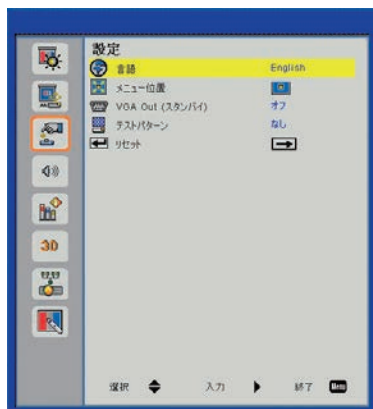 設定
言語 English
メニュー位置
VGA Out (スタンバイ) オフ
テストパターン なし
リセット
3D
選択 入力 終了 Menu